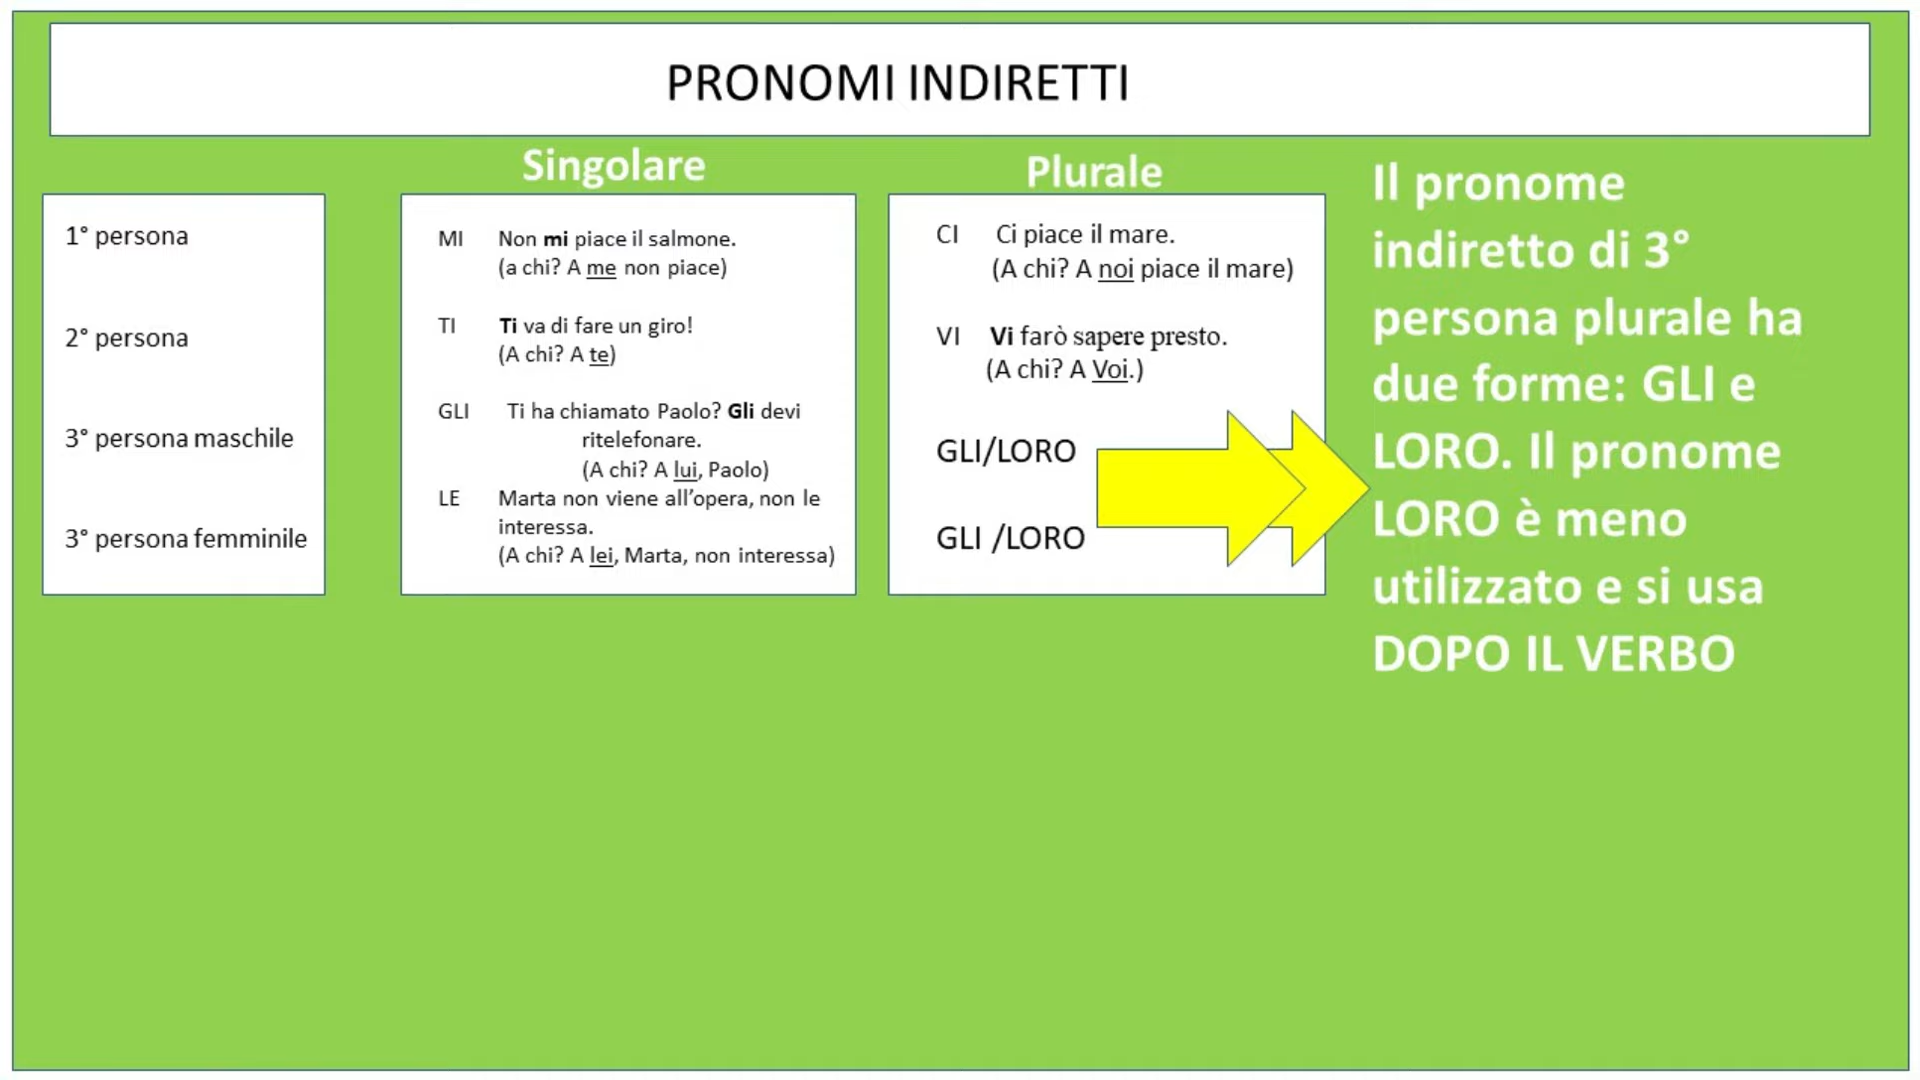 PRONOMI INDIRETTI
Singolare
Plurale
1° persona
2° persona
3° persona maschile
3° persona femminile
MI Non mi piace il salmone.
(a chi? A me non piace)
TI Ti va di fare un giro!
(A chi? A te)
GLI Ti ha chiamato Paolo? Gli devi
ritelefonare.
(A chi? A lui, Paolo)
LE Marta non viene all’opera, non le
interessa.
(A chi? A lei, Marta, non interessa)
CI Ci piace il mare.
(A chi? A noi piace il mare)
VI Vi farò sapere presto.
(A chi? A Voi.)
GLI/LORO
GLI /LORO
Il pronome
indiretto di 3°
persona plurale ha
due forme: GLI e
LORO. Il pronome
LORO è meno
utilizzato e si usa
DOPO IL VERBO